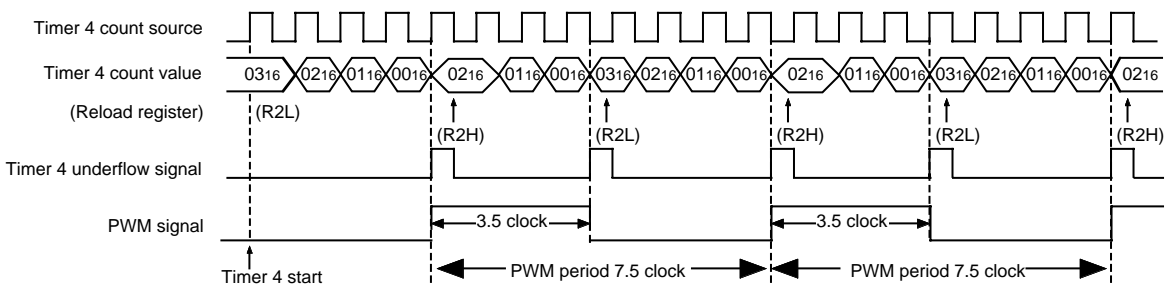 Timer 4 count source
Timer 4 count value
0316 0216 0116 0016 0216 0116 0016 0316 0216 0116 0016 0216 0116 0016 0316 0216 0116 0016 0216
(Reload register)
(R2L)
(R2H) (R2L) (R2H) (R2L) (R2H)
Timer 4 underflow signal
PWM signal
3.5 clock 3.5 clock
Timer 4 start
PWM period 7.5 clock PWM period 7.5 clock